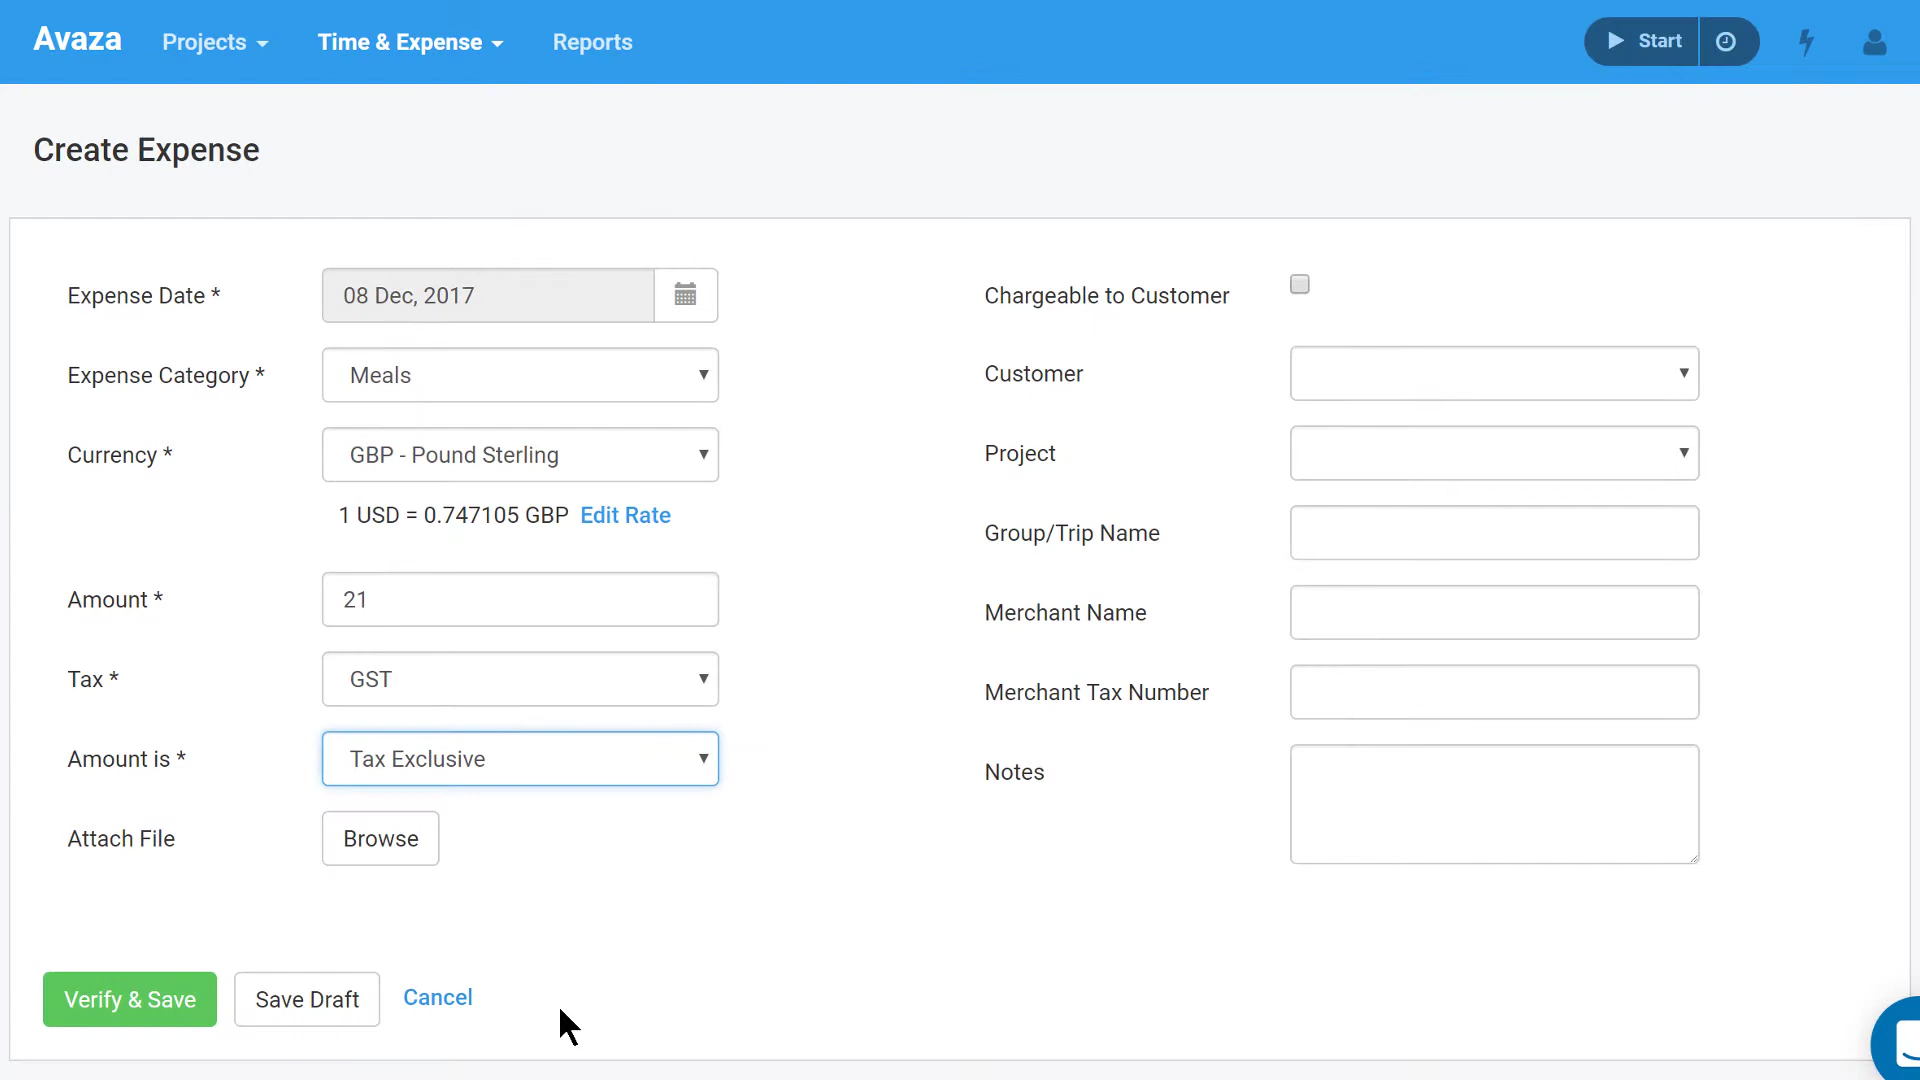 Avaza Projects Time & Expense Reports Start
Create Expense
Expense Date * 08 Dec, 2017
Expense Category * Meals
Currency * GBP - Pound Sterling
1 USD = 0.747105 GBP Edit Rate
Amount * 21
Tax * GST
Amount is * Tax Exclusive
Attach File Browse
Chargeable to Customer
Customer
Project
Group/Trip Name
Merchant Name
Merchant Tax Number
Notes
Verify & Save Save Draft Cancel